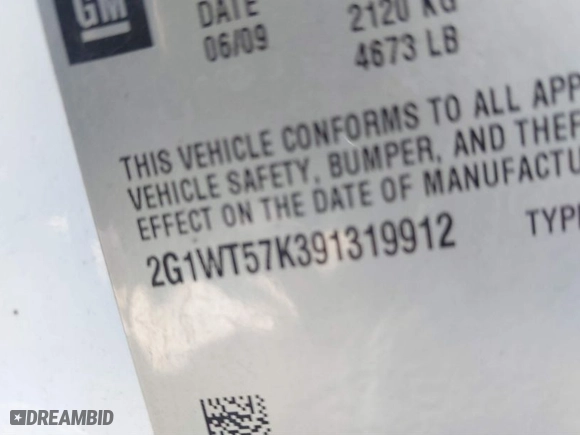 GM
DATE
06/09
2120 KG
4673 LB
THIS VEHICLE CONFORMS TO ALL APP
VEHICLE SAFETY, BUMPER, AND THEF
EFFECT ON THE DATE OF MANUFACTU
2G1WT57K391319912
TYPE
DREAMBID